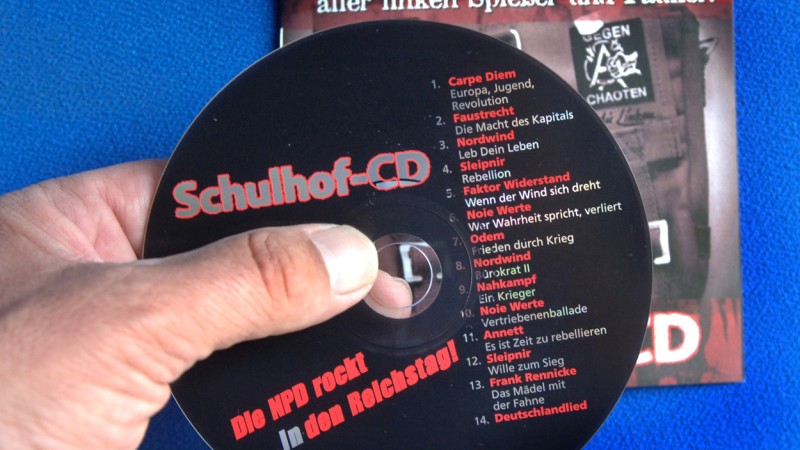 aller linken Spießer und
GEGEN
CHAOTEN
Schulhof-CD
1. Carpe Diem
Europa, Jugend,
Revolution
2. Faustrecht
Die Macht des Kapitals
3. Nordwind
Leb Dein Leben
4. Sleipnir
Rebellion
5. Faktor Widerstand
Wenn der Wind sich dreht
6. Noie Werte
Wer Wahrheit spricht, verliert
7. Odem
Frieden durch Krieg
8. Nordwind
Bürokrat II
9. Nahkampf
Ein Krieger
10. Noie Werte
Vertriebenenballade
11. Annett
Es ist Zeit zu rebellieren
12. Sleipnir
Wille zum Sieg
13. Frank Rennicke
Das Mädel mit
der Fahne
14. Deutschlandlied
Die NPD rockt
In den Reichstag!
CD